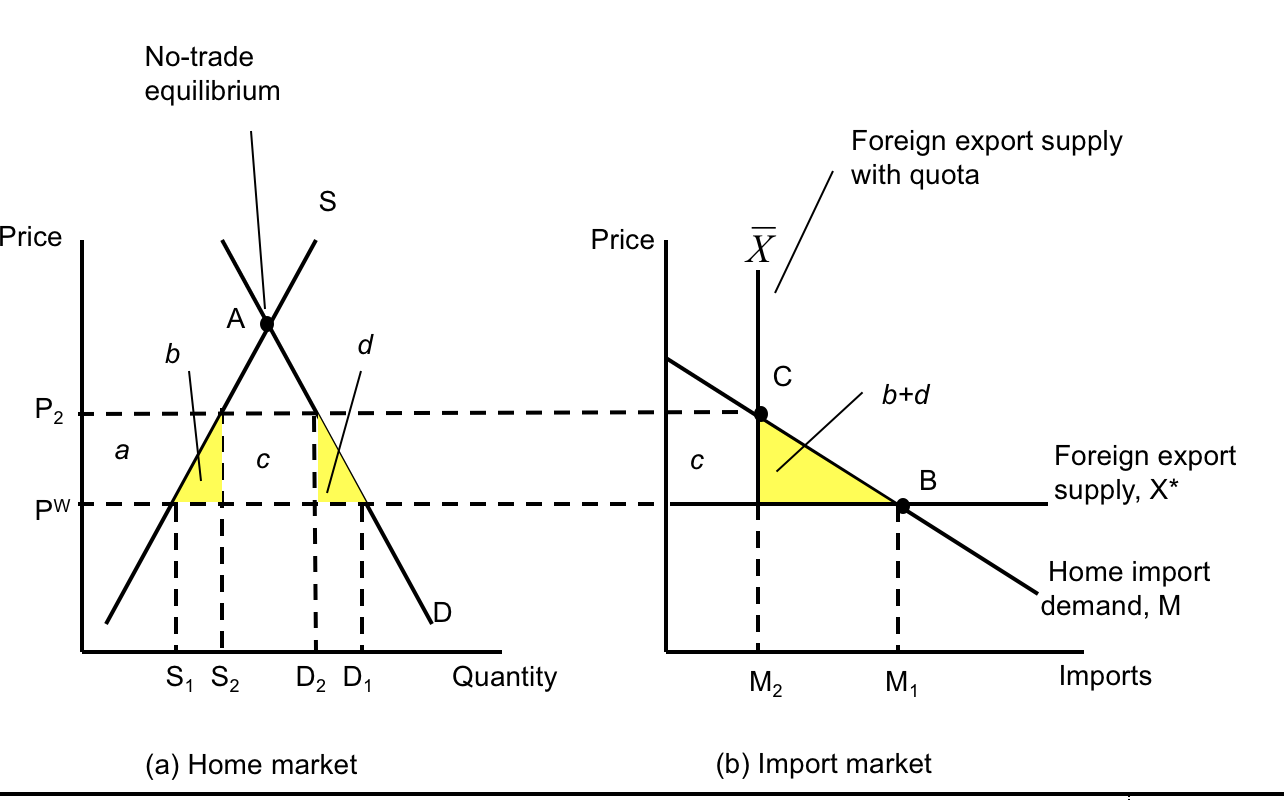 No-trade
equilibrium
S
Price
A
b
d
P2
a
c
PW
D
S1 S2 D2 D1 Quantity
(a) Home market
Foreign export supply
with quota
Price
X̅
C
b+d
c
B
Foreign export
supply, X*
Home import
demand, M
M2 M1 Imports
(b) Import market